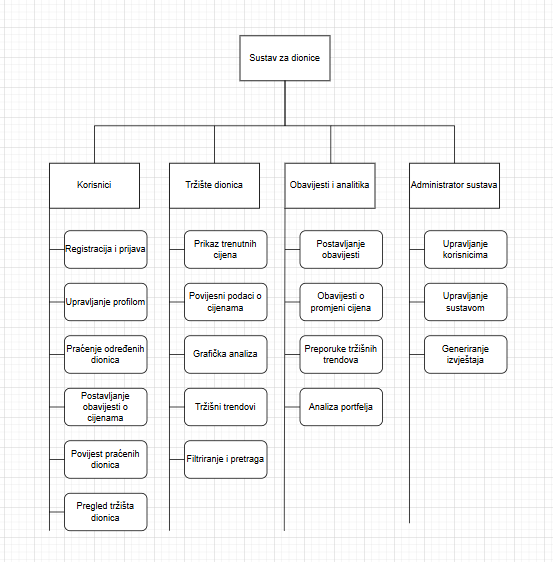 Sustav za dionice
Korisnici
Tržište dionica
Obavijesti i analitika
Administrator sustava
Registracija i prijava
Upravljanje profilom
Praćenje određenih
dionica
Postavljanje
obavijesti o
cijenama
Povijest praćenih
dionica
Pregled tržišta
dionica
Prikaz trenutnih
cijena
Povijesni podaci o
cijenama
Grafička analiza
Tržišni trendovi
Filtriranje i pretraga
Postavljanje
obavijesti
Obavijesti o
promjeni cijena
Preporuke tržišnih
trendova
Analiza portfelja
Upravljanje
korisnicima
Upravljanje
sustavom
Generiranje
izvještaja